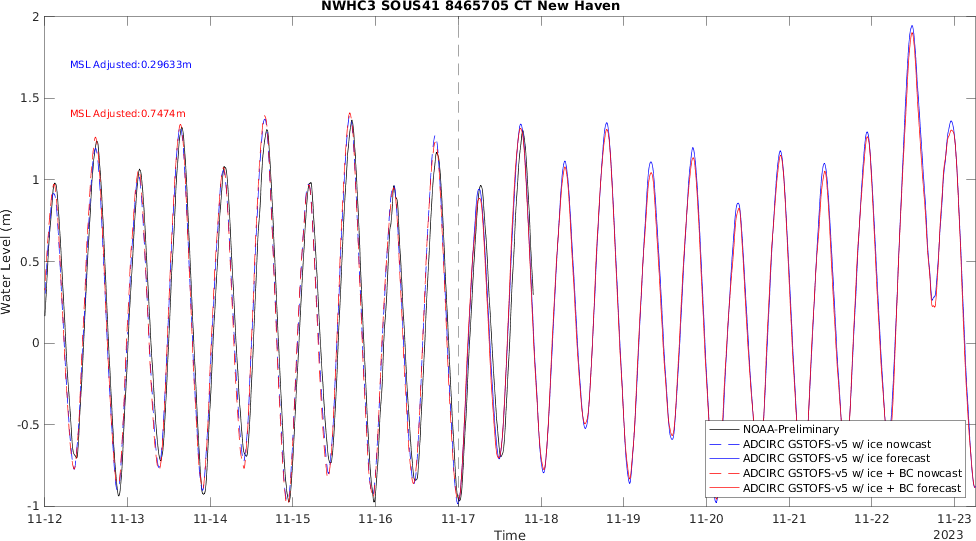 NWHC3 SOUS41 8465705 CT New Haven
2
MSL Adjusted:0.29633m
1.5
MSL Adjusted:0.7474m
1
0.5
Water Level (m)
0
-0.5
-1
NOAA-Preliminary
ADCIRC GSTOFS-v5 w/ ice nowcast
ADCIRC GSTOFS-v5 w/ ice forecast
ADCIRC GSTOFS-v5 w/ ice + BC nowcast
ADCIRC GSTOFS-v5 w/ ice + BC forecast
11-12 11-13 11-14 11-15 11-16 11-17 11-18 11-19 11-20 11-21 11-22 11-23
Time
2023